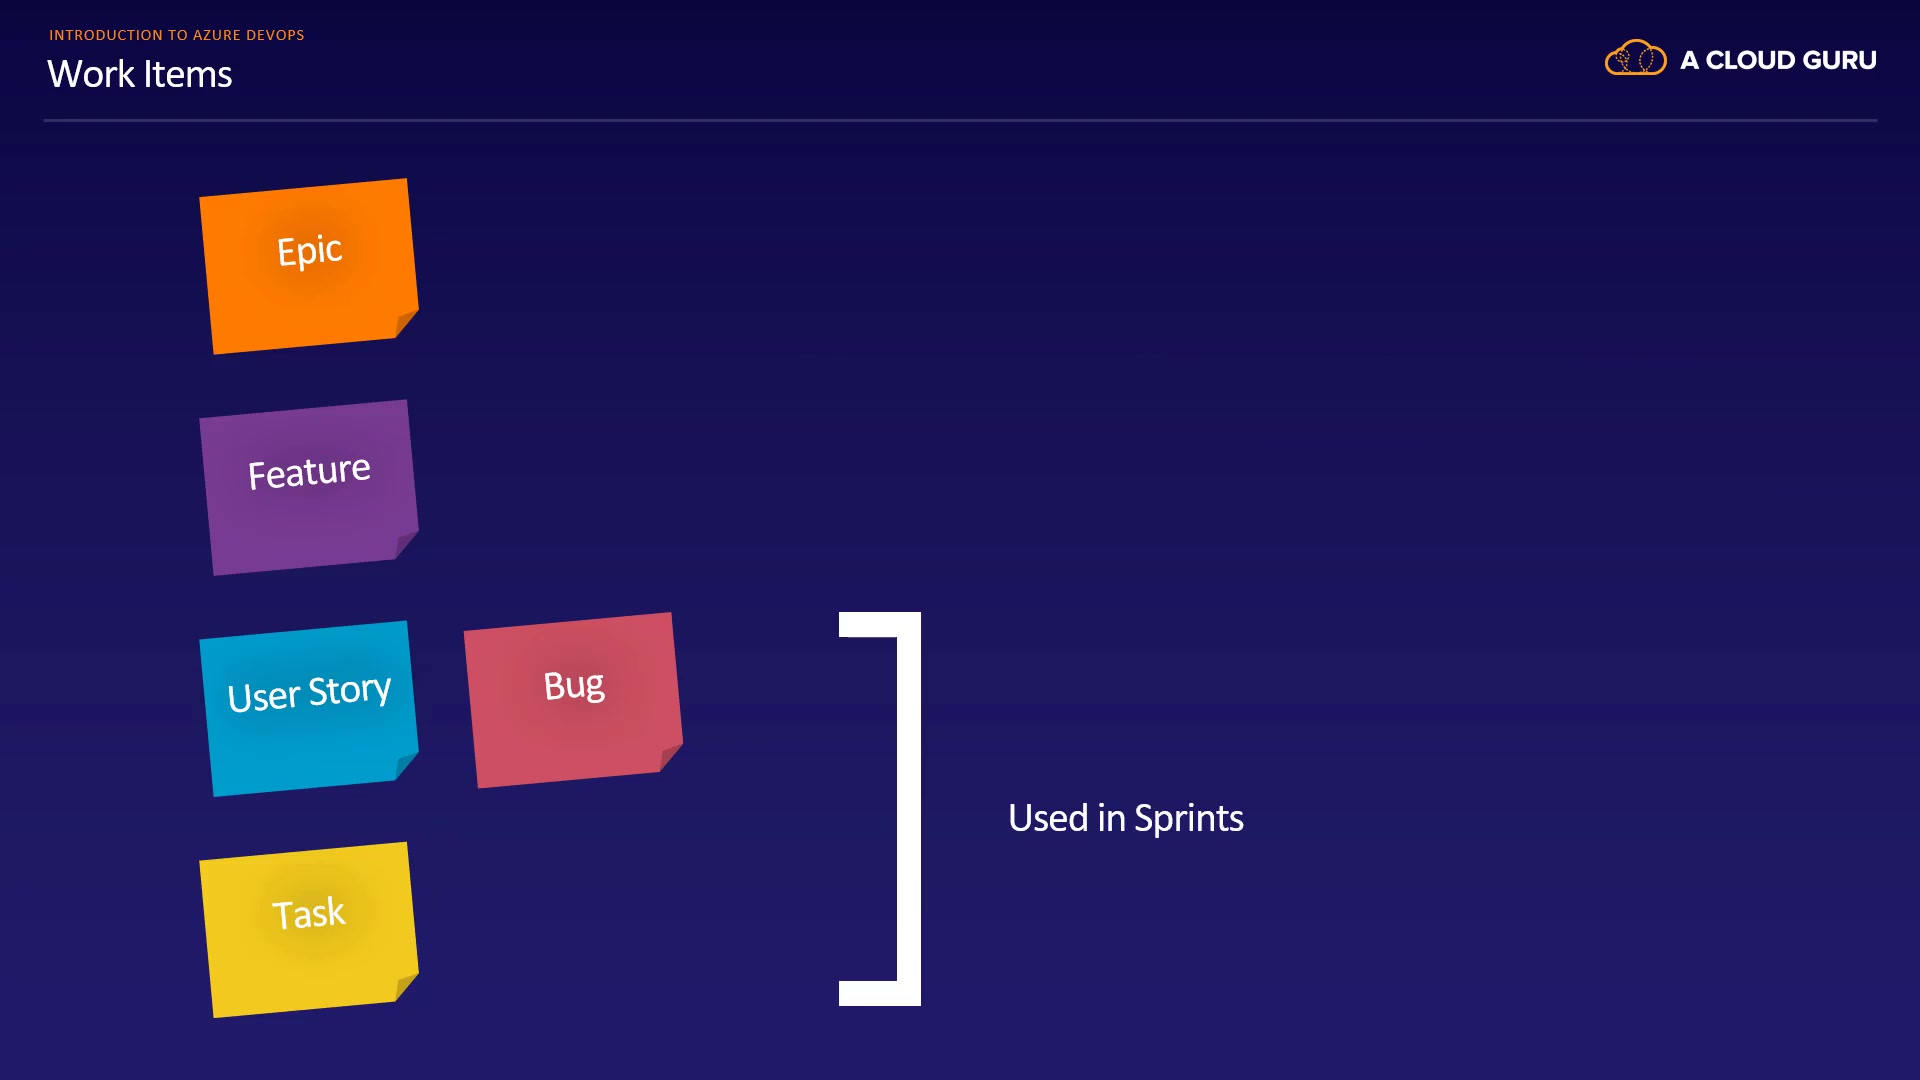 INTRODUCTION TO AZURE DEVOPS
Work Items
A CLOUD GURU
Epic
Feature
User Story
Bug
Used in Sprints
Task